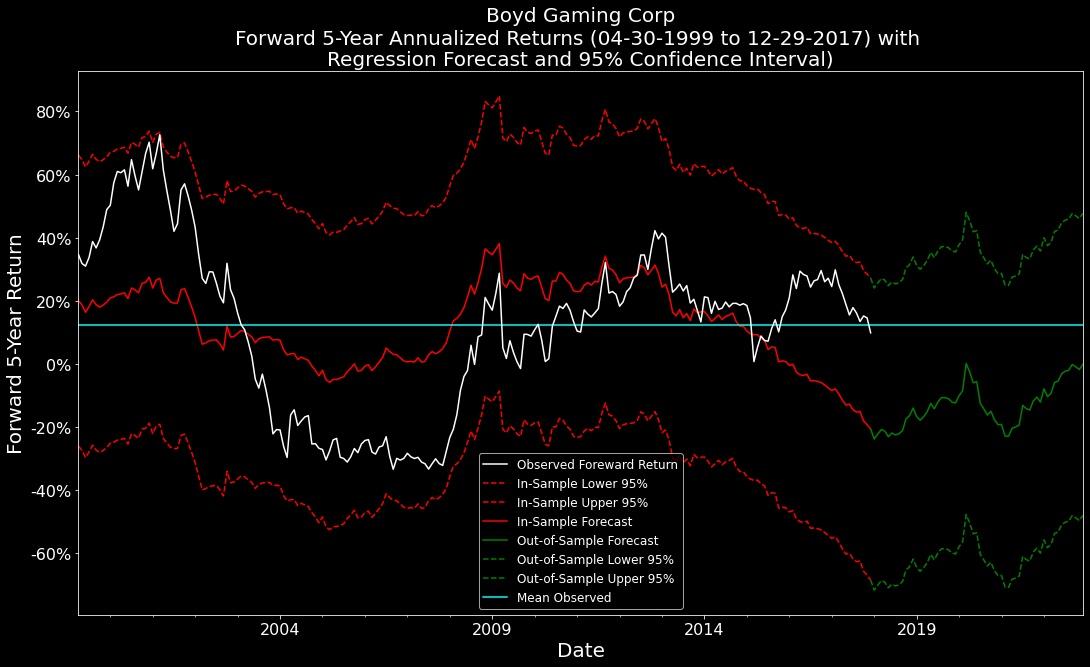 Boyd Gaming Corp
Forward 5-Year Annualized Returns (04-30-1999 to 12-29-2017) with
Regression Forecast and 95% Confidence Interval)
Forward 5-Year Return
80%
60%
40%
20%
0%
-20%
-40%
-60%
Observed Foreward Return
In-Sample Lower 95%
In-Sample Upper 95%
In-Sample Forecast
Out-of-Sample Forecast
Out-of-Sample Lower 95%
Out-of-Sample Upper 95%
Mean Observed
2004
2009
2014
2019
Date